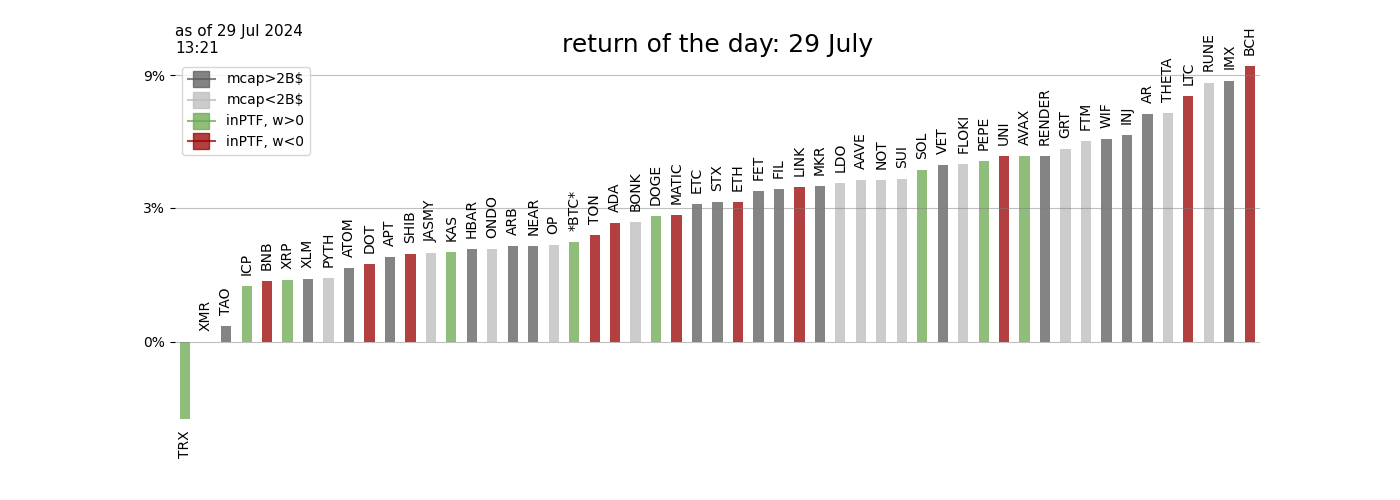 as of 29 Jul 2024
13:21
return of the day: 29 July
mcap>2B$
mcap<2B$
inPTF, w>0
inPTF, w<0
9%
3%
0%
TRX
XMR
TAO
ICP
BNB
XRP
XLM
PYTH
ATOM
DOT
APT
SHIB
JASMY
KAS
HBAR
ONDO
ARB
NEAR
OP
*BTC*
TON
ADA
BONK
DOGE
MATIC
ETC
STX
ETH
FET
FIL
LINK
MKR
LDO
AAVE
NOT
SUI
SOL
VET
FLOKI
PEPE
UNI
AVAX
RENDER
GRT
FTM
WIF
INJ
AR
THETA
LTC
RUNE
IMX
BCH